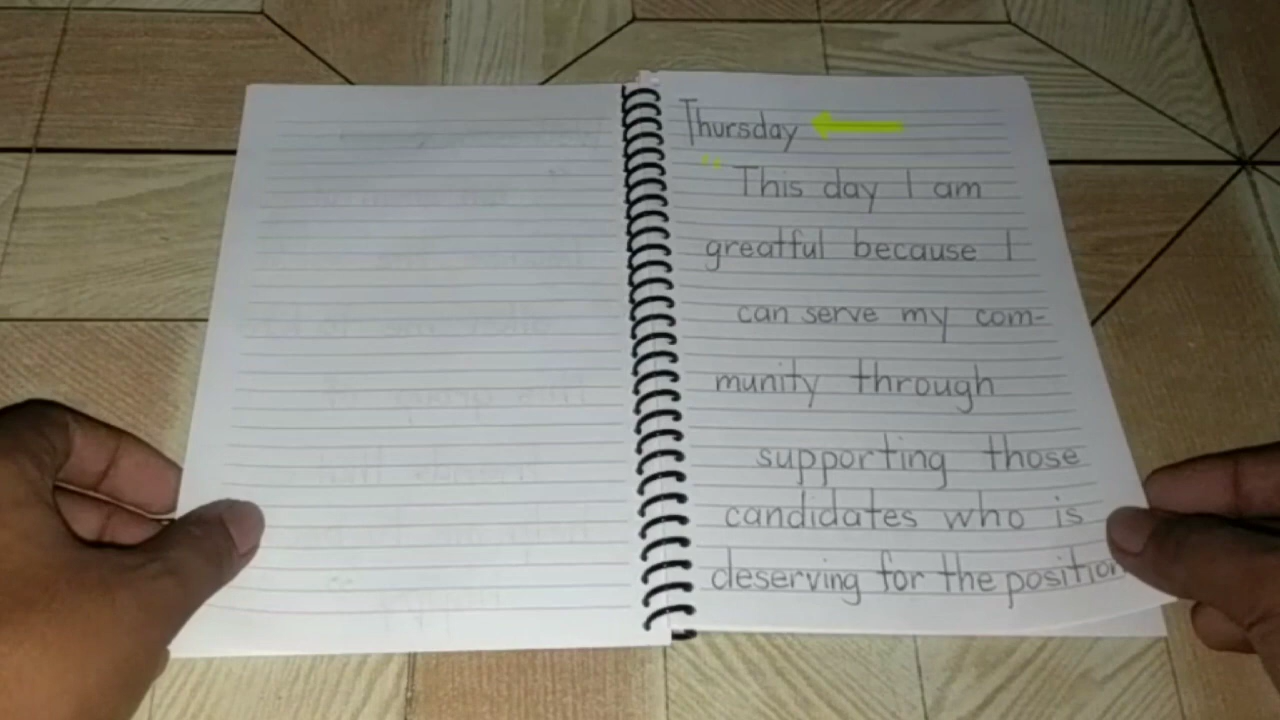 Thursday
" This day I am
greatful because I
can serve my com-
munity through
supporting those
candidates who is
deserving for the position